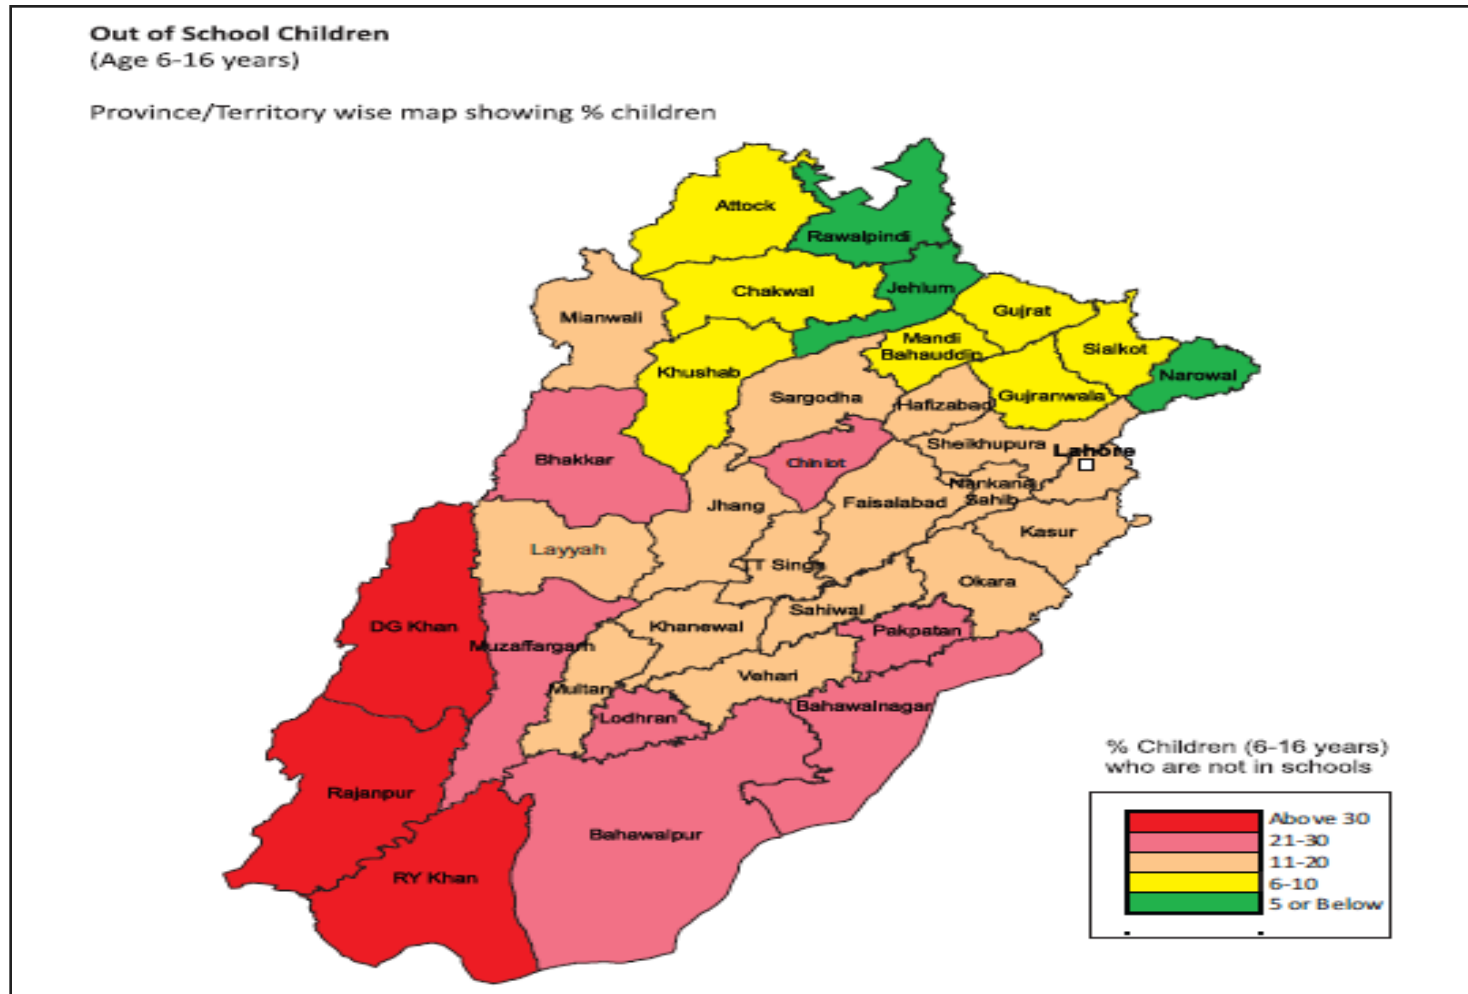 Out of School Children
(Age 6-16 years)
Province/Territory wise map showing % children
Attock
Rawalpindi
Chakwal
Jehlum
Mianwali
Gujrat
Mandi
Bahauddin
Sialkot
Khushab
Narowal
Sargodha
Hafizabad
Gujranwala
Sheikhupura
Lahore
Bhakkar
Chiniot
Nankana
Sahib
Jhang
Faisalabad
Kasur
Layyah
TT Singh
Okara
Sahiwal
DG Khan
Khanewal
Pakpatan
Muzaffargarh
Vehari
Multan
Bahawalnagar
Lodhran
Rajanpur
Bahawalpur
RY Khan
% Children (6-16 years)
who are not in schools
Above 30
21-30
11-20
6-10
5 or Below